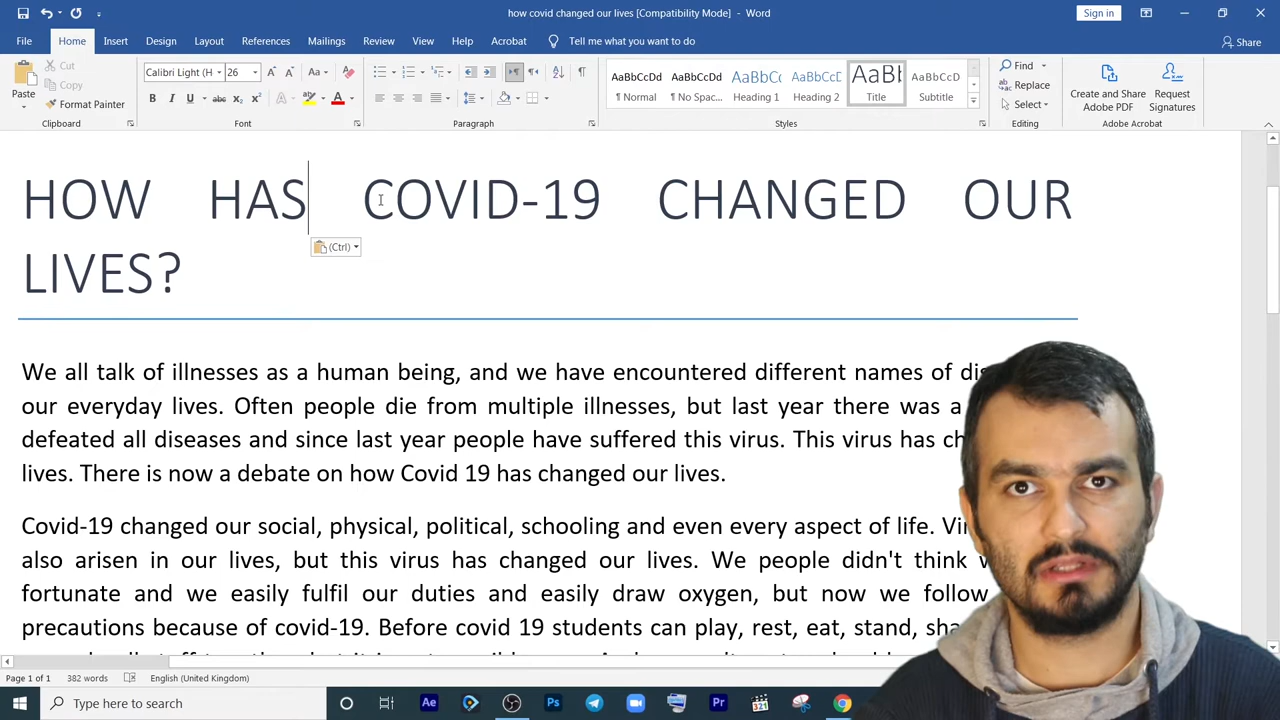 how covid changed our lives [Compatibility Mode] - Word
Sign in
File Home Insert Design Layout References Mailings Review View Help Acrobat Tell me what you want to do
Share
Paste
Cut
Copy
Format Painter
Calibri Light (H 26
AaBbCcDd AaBbCcDd AaBbCc AaBbCcD AaBb AaBbCcD
¶ Normal ¶ No Spac... Heading 1 Heading 2 Title Subtitle
Find
Replace
Select
Create and Share Adobe PDF
Request Signatures
Clipboard Font Paragraph Styles Editing Adobe Acrobat
HOW HAS COVID-19 CHANGED OUR
LIVES?
(Ctrl)
We all talk of illnesses as a human being, and we have encountered different names of
our everyday lives. Often people die from multiple illnesses, but last year there was a
defeated all diseases and since last year people have suffered this virus. This virus has
lives. There is now a debate on how Covid 19 has changed our lives.
Covid-19 changed our social, physical, political, schooling and even every aspect of life.
also arisen in our lives, but this virus has changed our lives. We people didn't think
fortunate and we easily fulfil our duties and easily draw oxygen, but now we follow
precautions because of covid-19. Before covid 19 students can play, rest, eat, stand,
Page 1 of 1 382 words English (United Kingdom)
Type here to search